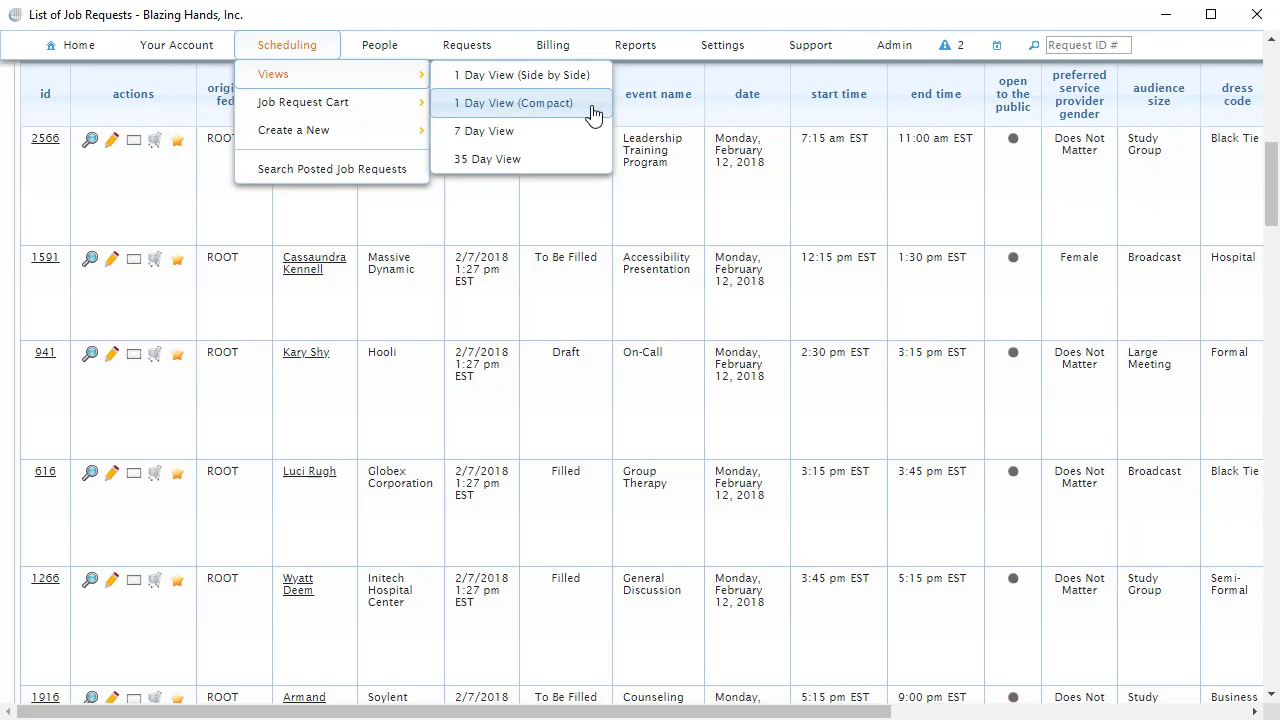 List of Job Requests - Blazing Hands, Inc.
Home Your Account Scheduling People Requests Billing Reports Settings Support Admin 2 Request ID #
Views
Job Request Cart
Create a New
Search Posted Job Requests
1 Day View (Side by Side)
1 Day View (Compact)
7 Day View
35 Day View
id actions event name date start time end time open to the public preferred service provider gender audience size dress code
2566 ROOT Leadership Training Program Monday, February 12, 2018 7:15 am EST 11:00 am EST Does Not Matter Study Group Black Tie
1591 ROOT Cassaundra Kennell Massive Dynamic 2/7/2018 1:27 pm EST To Be Filled Accessibility Presentation Monday, February 12, 2018 12:15 pm EST 1:30 pm EST Female Broadcast Hospital
941 ROOT Kary Shy Hooli 2/7/2018 1:27 pm EST Draft On-Call Monday, February 12, 2018 2:30 pm EST 3:15 pm EST Does Not Matter Large Meeting Formal
616 ROOT Luci Rugh Globex Corporation 2/7/2018 1:27 pm EST Filled Group Therapy Monday, February 12, 2018 3:15 pm EST 3:45 pm EST Does Not Matter Broadcast Black Tie
1266 ROOT Wyatt Deem Initech Hospital Center 2/7/2018 1:27 pm EST Filled General Discussion Monday, February 12, 2018 3:45 pm EST 5:15 pm EST Does Not Matter Study Group Semi-Formal
1916 ROOT Armand Soylent 2/7/2018 To Be Filled Counseling Monday, 5:15 pm EST 9:00 pm EST Does Not Study Business